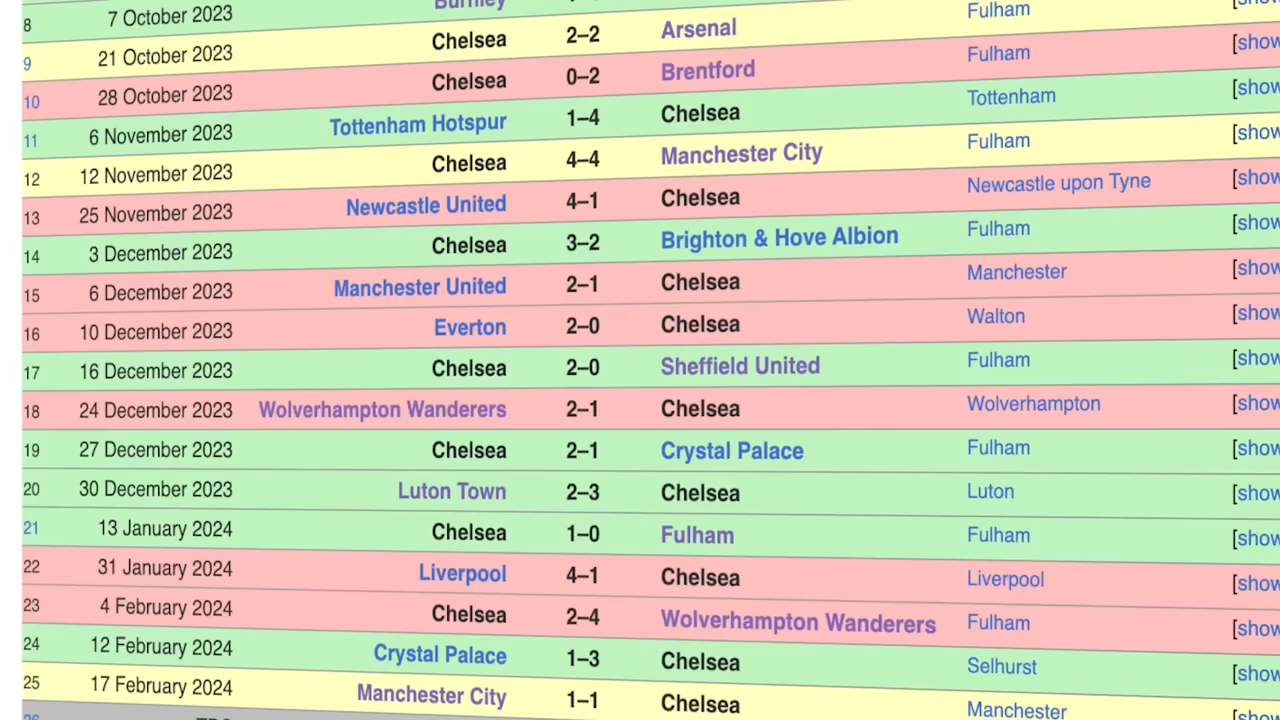 8 7 October 2023 Burnley Fulham [show
9 21 October 2023 Chelsea 2–2 Arsenal Fulham [show
10 28 October 2023 Chelsea 0–2 Brentford Tottenham [show
11 6 November 2023 Tottenham Hotspur 1–4 Chelsea Fulham [show
12 12 November 2023 Chelsea 4–4 Manchester City Newcastle upon Tyne [show
13 25 November 2023 Newcastle United 4–1 Chelsea Fulham [show
14 3 December 2023 Chelsea 3–2 Brighton & Hove Albion Manchester [show
15 6 December 2023 Manchester United 2–1 Chelsea Walton [show
16 10 December 2023 Everton 2–0 Chelsea Fulham [show
17 16 December 2023 Chelsea 2–0 Sheffield United Wolverhampton [show
18 24 December 2023 Wolverhampton Wanderers 2–1 Chelsea Fulham [show
19 27 December 2023 Chelsea 2–1 Crystal Palace Luton [show
20 30 December 2023 Luton Town 2–3 Chelsea Fulham [show
21 13 January 2024 Chelsea 1–0 Fulham Liverpool [show
22 31 January 2024 Liverpool 4–1 Chelsea Fulham [show
23 4 February 2024 Chelsea 2–4 Wolverhampton Wanderers Selhurst [show
24 12 February 2024 Crystal Palace 1–3 Chelsea Manchester [show
25 17 February 2024 Manchester City 1–1 Chelsea [show